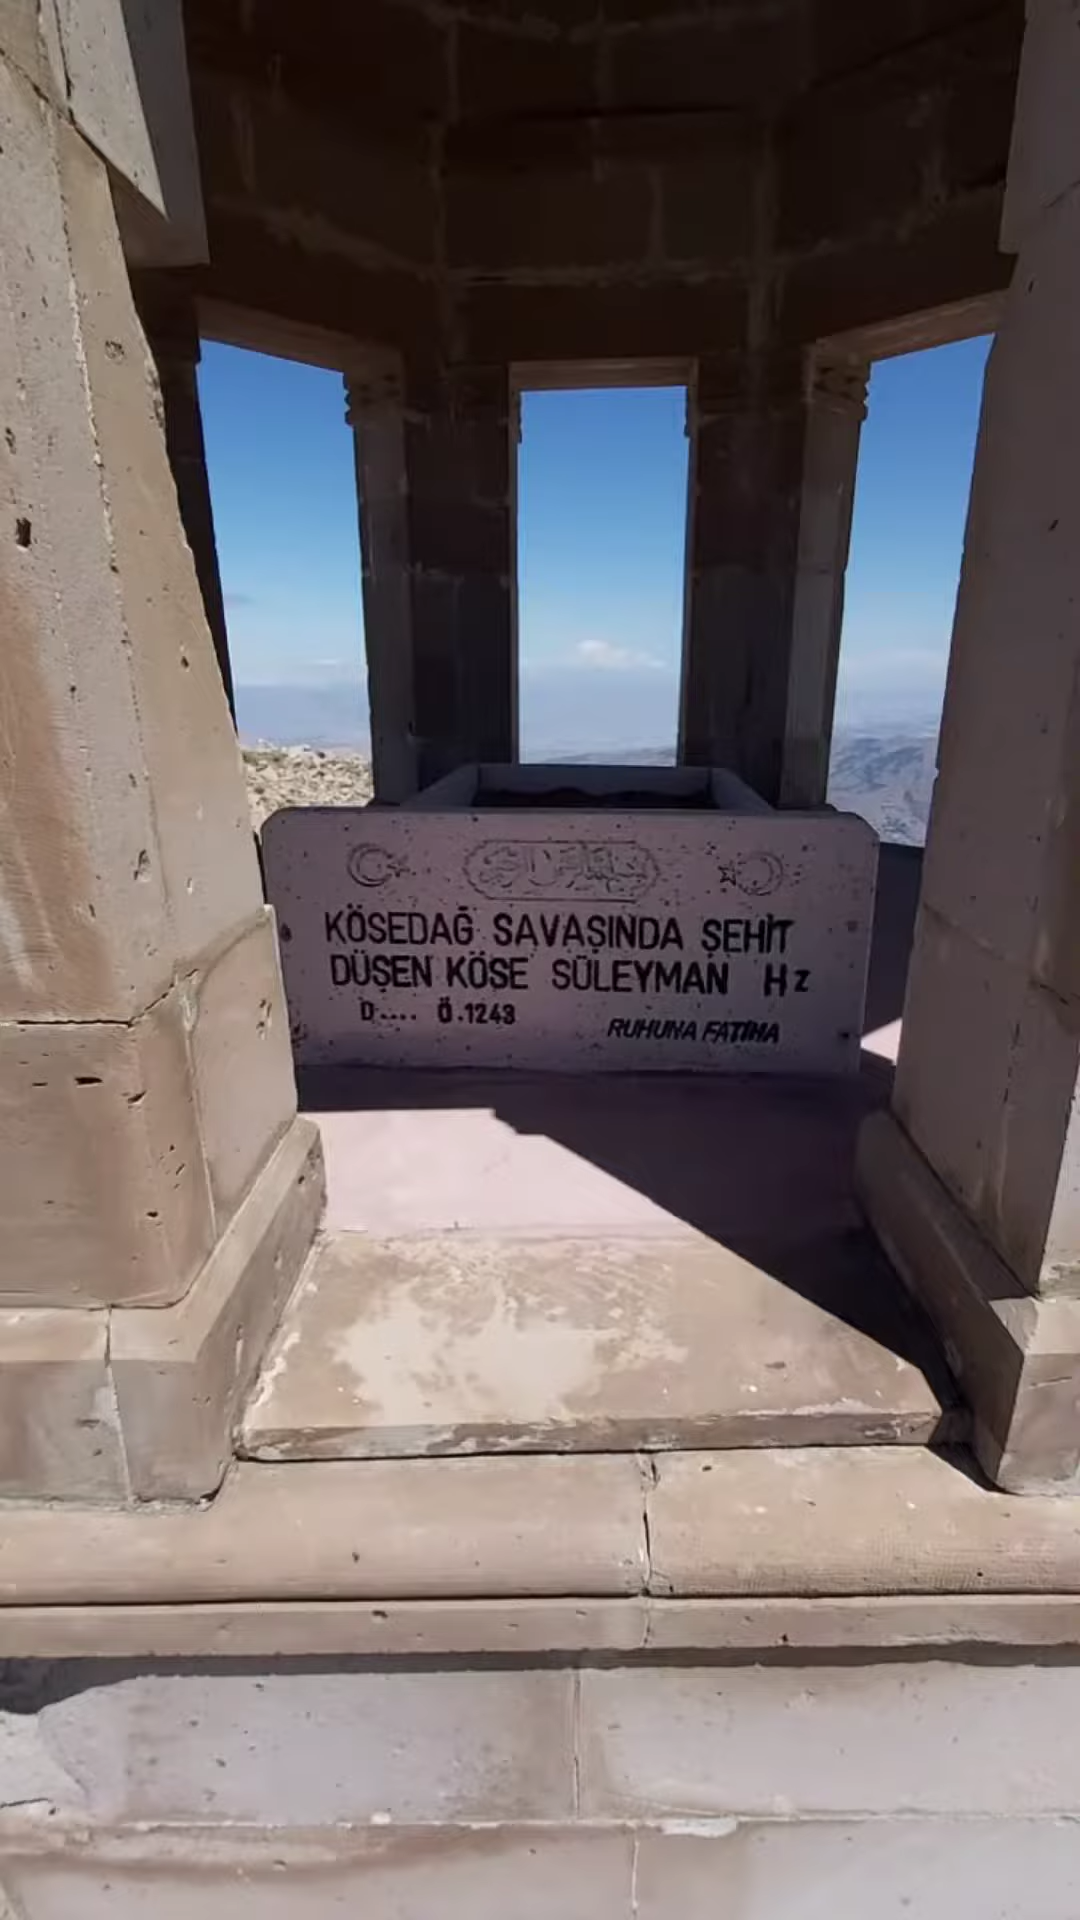 KÖSEDAĞ SAVAŞINDA ŞEHİT
DÜŞEN KÖSE SÜLEYMAN Hz
D.... Ö.1243
RUHUNA FATİHA